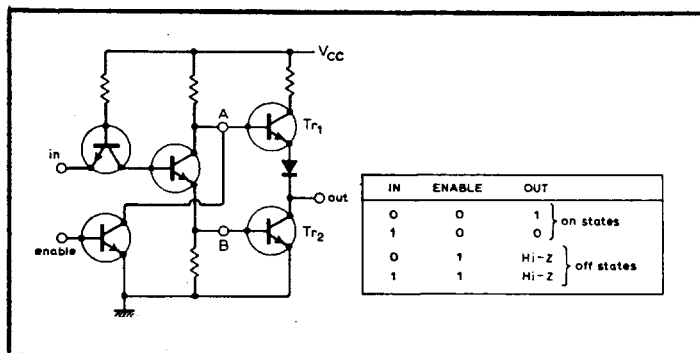 VCC
A
Tr1
in
out
B
Tr2
enable
IN ENABLE OUT
0 0 1
1 0 0
on states
0 1 Hi-Z
1 1 Hi-Z
off states